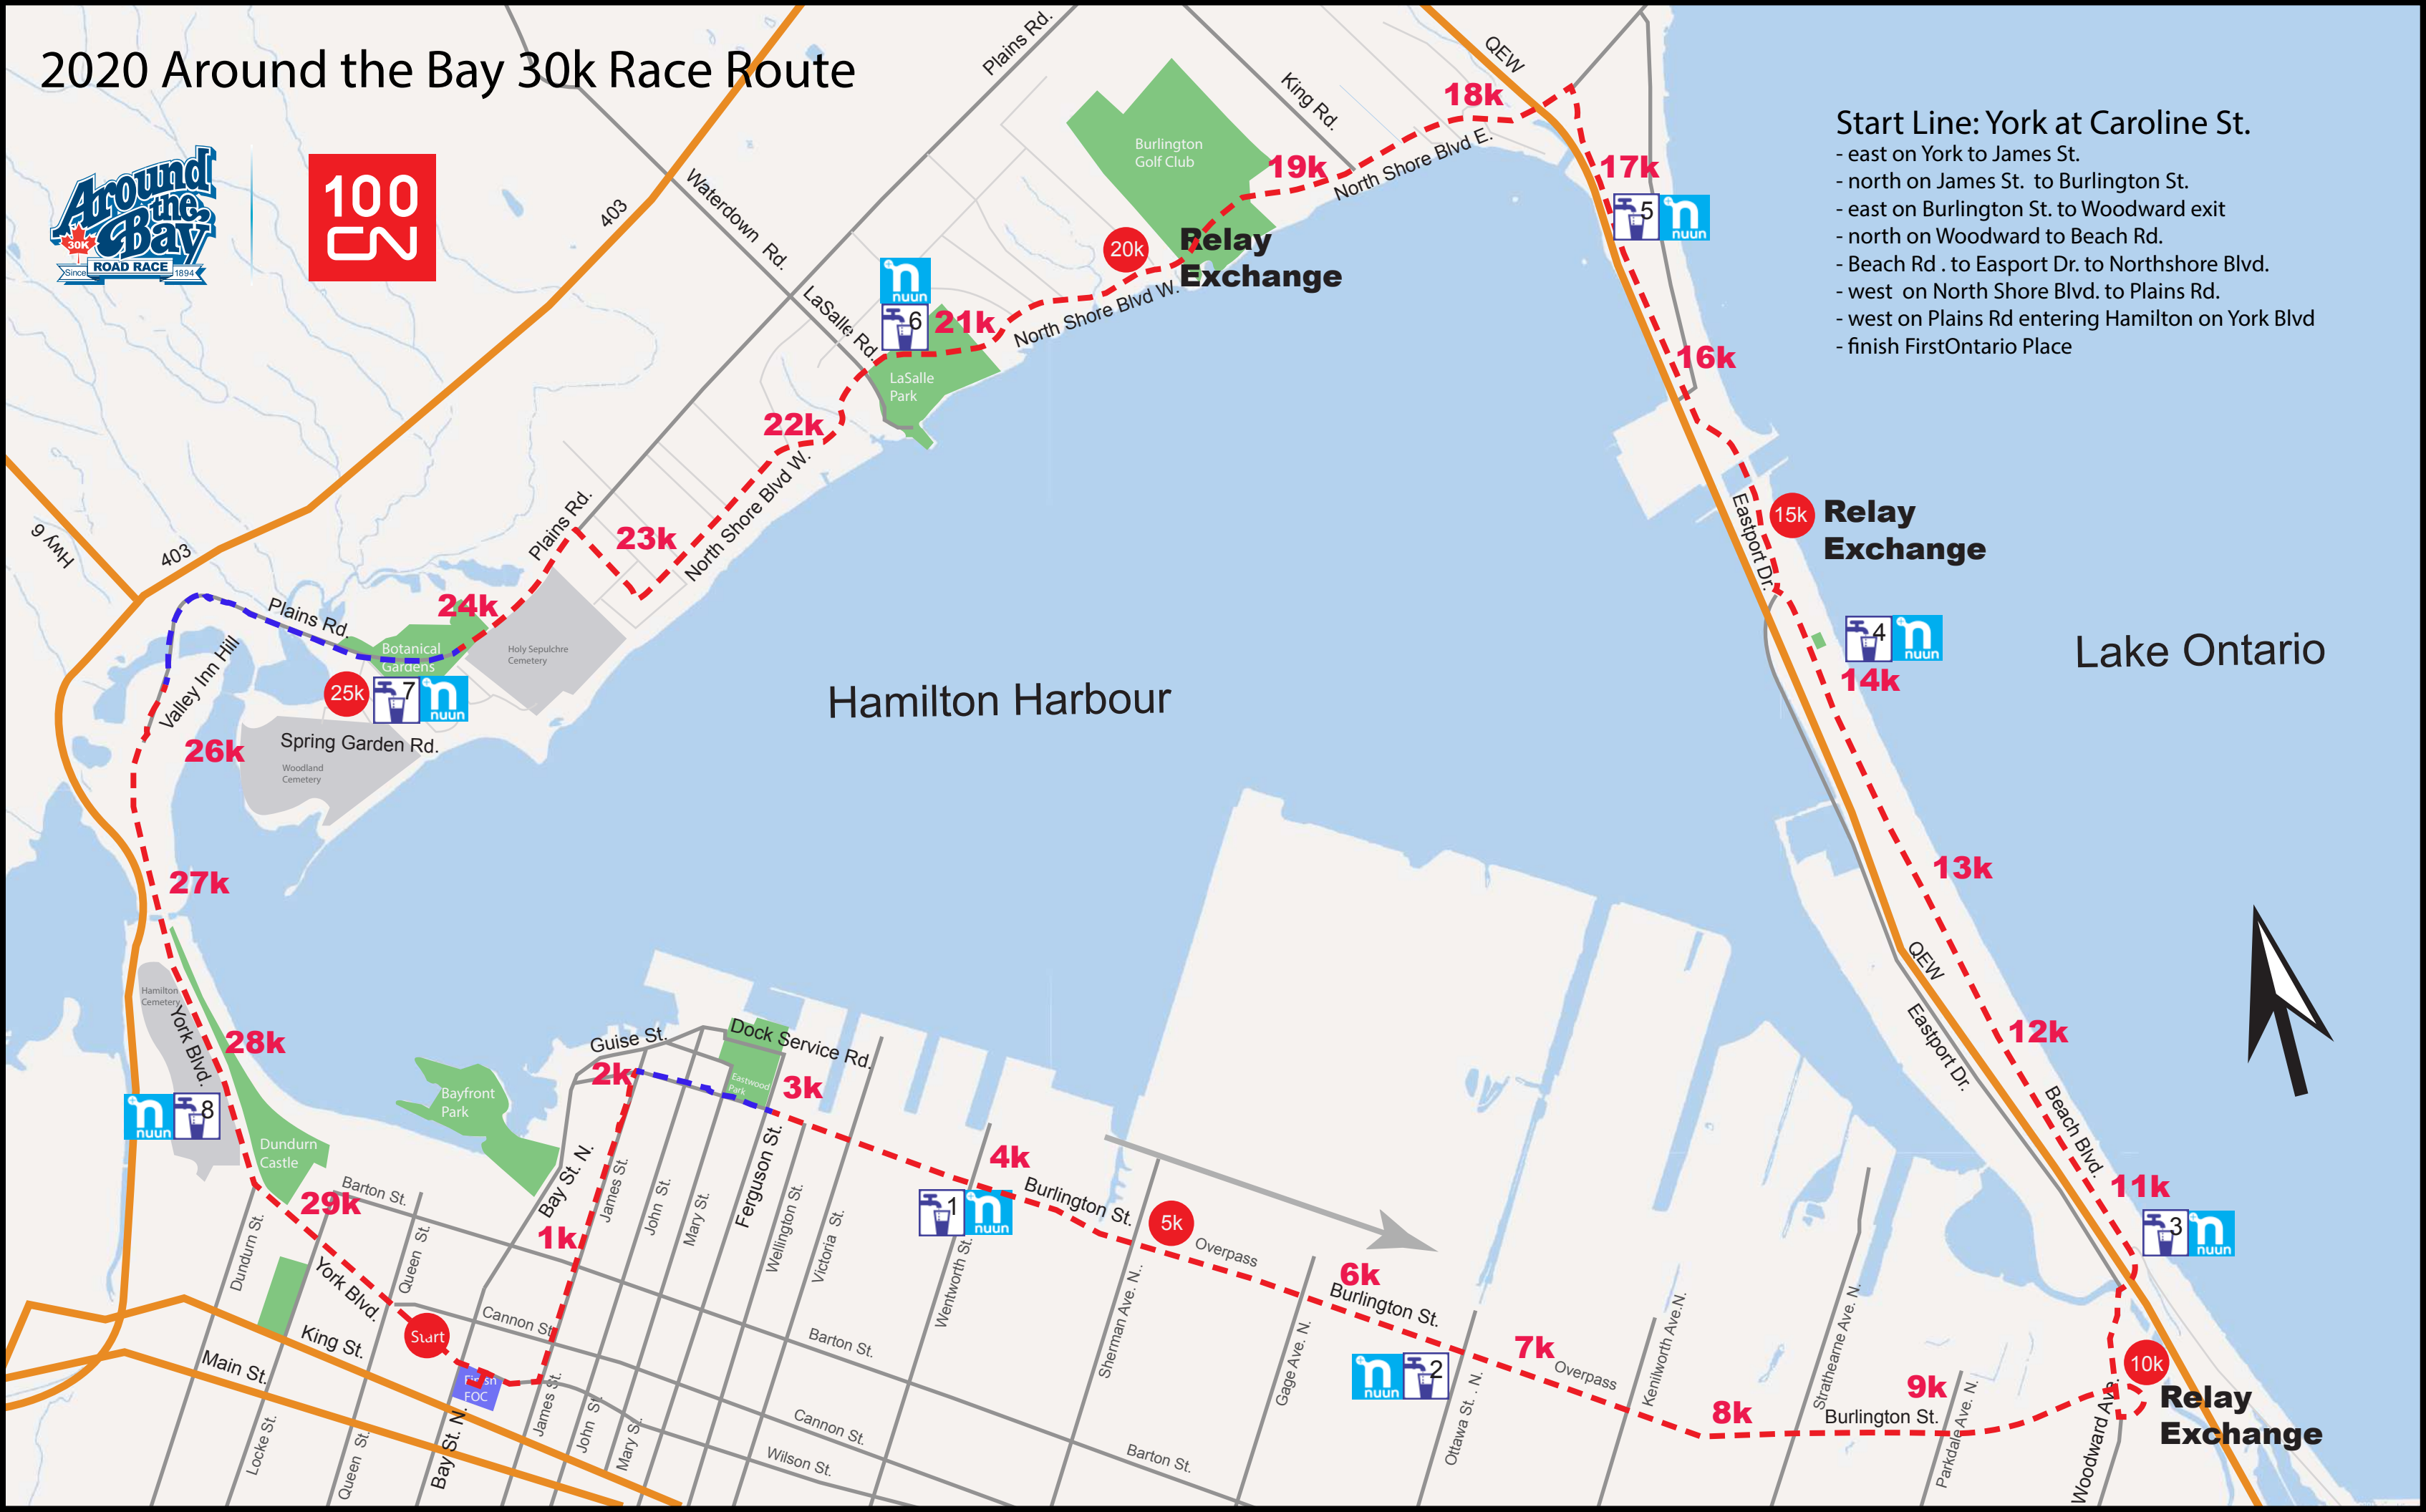 2020 Around the Bay 30k Race Route
Around
the
Bay
30K
ROAD RACE
Since
1894
100
CN
Start Line: York at Caroline St.
- east on York to James St.
- north on James St. to Burlington St.
- east on Burlington St. to Woodward exit
- north on Woodward to Beach Rd.
- Beach Rd . to Easport Dr. to Northshore Blvd.
- west on North Shore Blvd. to Plains Rd.
- west on Plains Rd entering Hamilton on York Blvd
- finish FirstOntario Place
Plains Rd.
King Rd.
QEW
18k
Burlington
Golf Club
19k
North Shore Blvd E.
17k
5
nuun
403
Waterdown Rd.
20k
Relay
Exchange
North Shore Blvd W.
LaSalle Rd.
nuun
6
21k
LaSalle
Park
16k
22k
North Shore Blvd W.
23k
Plains Rd.
Eastport Dr.
15k
Relay
Exchange
4
nuun
14k
Lake Ontario
Hamilton Harbour
Hwy 6
403
24k
Plains Rd.
Botanical
Gardens
Holy Sepulchre
Cemetery
Valley Inn Hill
25k
7
nuun
26k
Spring Garden Rd.
Woodland
Cemetery
27k
13k
QEW
12k
Eastport Dr.
Beach Blvd.
11k
3
nuun
Hamilton
Cemetery
York Blvd.
28k
nuun
8
Dundurn
Castle
29k
Bayfront
Park
Guise St.
Dock Service Rd.
2k
Eastwood
Park
3k
4k
1
nuun
Burlington St.
5k
Overpass
6k
Burlington St.
nuun
2
7k
Overpass
8k
9k
Burlington St.
10k
Relay
Exchange
Barton St.
Bay St. N.
James St.
John St.
Mary St.
Ferguson St.
Wellington St.
Victoria St.
Wentworth St.
Sherman Ave. N..
Gage Ave. N.
Ottawa St. . N.
Kenilworth Ave.N.
Strathearne Ave. N.
Parkdale Ave. N.
Woodward Ave.
1k
Dundurn St.
Queen St.
York Blvd.
Start
Cannon St.
Finish
FOC
King St.
Main St.
Locke St.
Queen St.
Bay St. N.
James St.
John St.
Mary St.
Barton St.
Cannon St.
Wilson St.
Barton St.